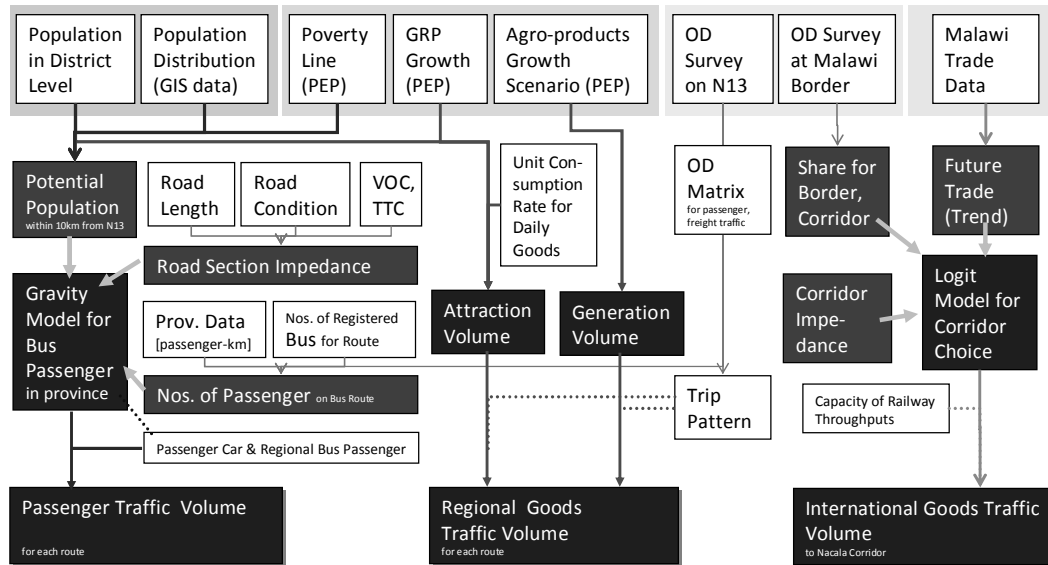 Population
in District
Level
Population
Distribution
(GIS data)
Poverty
Line
(PEP)
GRP
Growth
(PEP)
Agro-products
Growth
Scenario (PEP)
OD
Survey
on N13
OD Survey
at Malawi
Border
Malawi
Trade
Data
Potential
Population
within 10km from N13
Road
Length
Road
Condition
VOC,
TTC
Unit Con-
sumption
Rate for
Daily
Goods
OD
Matrix
for passenger,
freight traffic
Share for
Border,
Corridor
Future
Trade
(Trend)
Road Section Impedance
Gravity
Model for
Bus
Passenger
in province
Prov. Data
[passenger-km]
Nos. of Registered
Bus for Route
Attraction
Volume
Generation
Volume
Corridor
Impe-
dance
Logit
Model for
Corridor
Choice
Nos. of Passenger on Bus Route
Trip
Pattern
Capacity of Railway
Throughputs
Passenger Car & Regional Bus Passenger
Passenger Traffic Volume
for each route
Regional Goods
Traffic Volume
for each route
International Goods Traffic
Volume
to Nacala Corridor